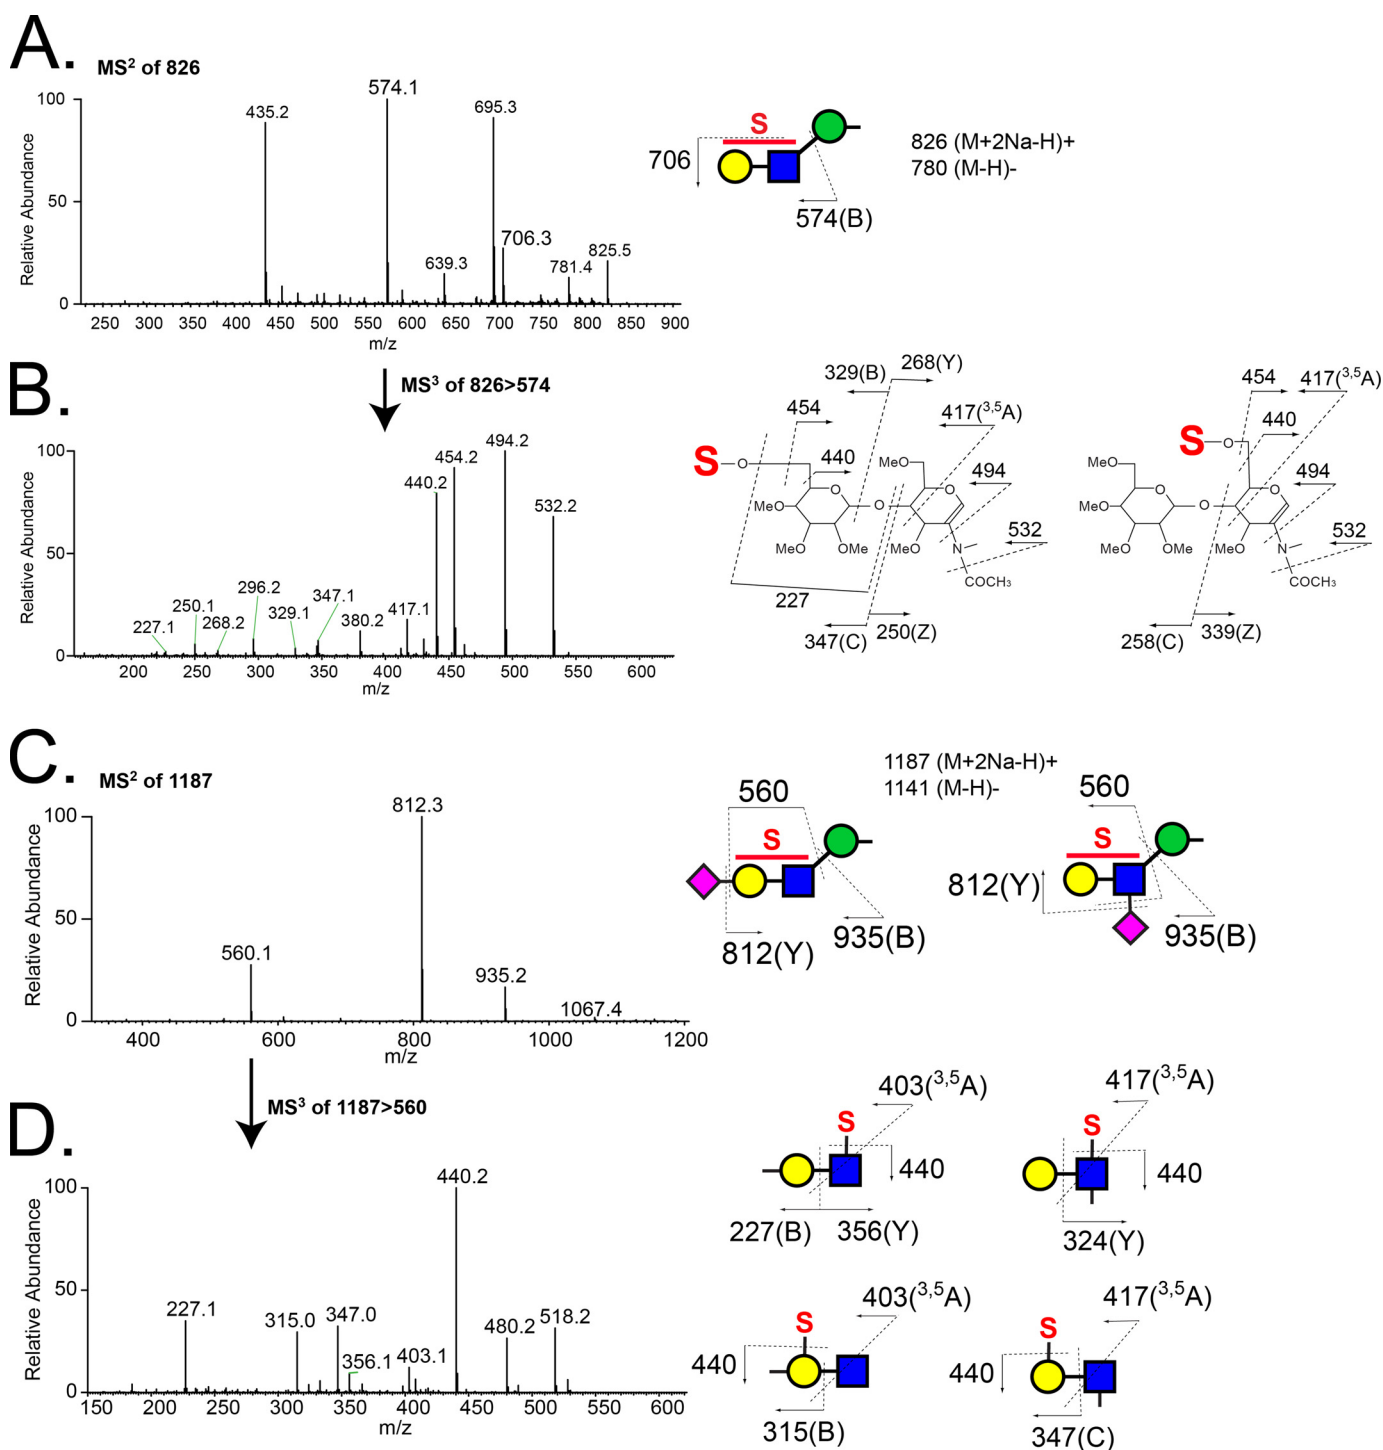 A.
MS² of 826
Relative Abundance
100
50
0
435.2
574.1
695.3
706.3
639.3
781.4
825.5
250 300 350 400 450 500 550 600 650 700 750 800 850 900
m/z
S
706
574(B)
826 (M+2Na-H)+
780 (M-H)-
MS³ of 826>574
B.
Relative Abundance
100
50
0
227.1
250.1
268.2
296.2
329.1
347.1
380.2
417.1
440.2
454.2
494.2
532.2
200 250 300 350 400 450 500 550 600
m/z
329(B)
268(Y)
454
417(³,⁵A)
S
O
440
MeO
O
494
MeO
O
MeO
N
532
MeO
OMe
COCH₃
227
347(C)
250(Z)
454
417(³,⁵A)
S
O
440
MeO
O
O
494
MeO
O
MeO
N
532
MeO
OMe
COCH₃
258(C)
339(Z)
C.
MS² of 1187
Relative Abundance
100
50
0
560.1
812.3
935.2
1067.4
400 600 800 1000 1200
m/z
1187 (M+2Na-H)+
1141 (M-H)-
560
S
812(Y)
935(B)
560
S
812(Y)
935(B)
MS³ of 1187>560
D.
Relative Abundance
100
50
0
227.1
315.0
347.0
356.1
403.1
440.2
480.2
518.2
150 200 250 300 350 400 450 500 550 600
m/z
403(³,⁵A)
S
440
227(B)
356(Y)
417(³,⁵A)
S
440
324(Y)
403(³,⁵A)
S
440
315(B)
417(³,⁵A)
S
440
347(C)